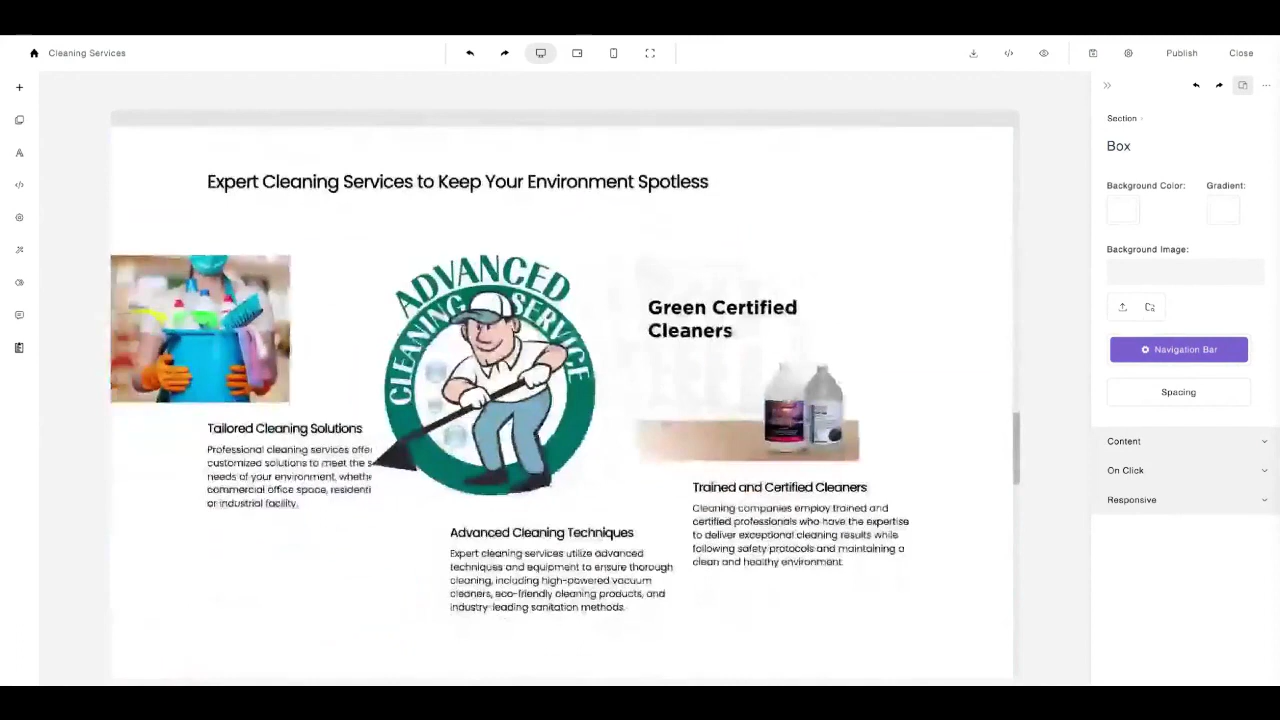 Cleaning Services
Publish
Close
Section
Box
Background Color:
Gradient:
Background Image:
Navigation Bar
Spacing
Content
On Click
Responsive
Expert Cleaning Services to Keep Your Environment Spotless
ADVANCED
CLEANING SERVICE
Green Certified
Cleaners
Tailored Cleaning Solutions
Professional cleaning services offer
customized solutions to meet the s
needs of your environment, whethe
commercial office space, residenti
or industrial facility.
Advanced Cleaning Techniques
Expert cleaning services utilize advanced
techniques and equipment to ensure thorough
cleaning, including high-powered vacuum
cleaners, eco-friendly cleaning products, and
industry-leading sanitation methods.
Trained and Certified Cleaners
Cleaning companies employ trained and
certified professionals who have the expertise
to deliver exceptional cleaning results while
following safety protocols and maintaining a
clean and healthy environment.